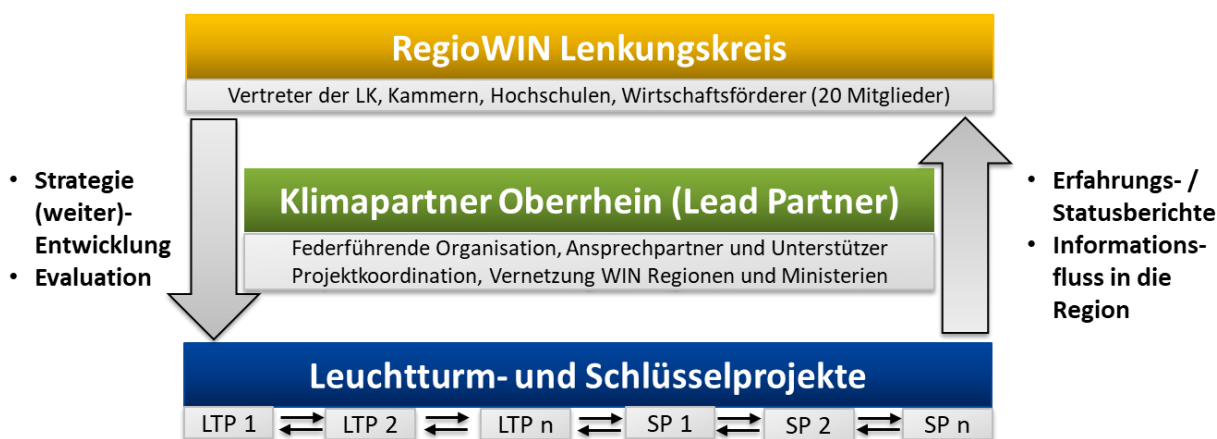 RegioWIN Lenkungskreis
Vertreter der LK, Kammern, Hochschulen, Wirtschaftsförderer (20 Mitglieder)
• Strategie
(weiter)-
Entwicklung
• Evaluation
Klimapartner Oberrhein (Lead Partner)
Federführende Organisation, Ansprechpartner und Unterstützer
Projektkoordination, Vernetzung WIN Regionen und Ministerien
• Erfahrungs- /
Statusberichte
• Informations-
fluss in die
Region
Leuchtturm- und Schlüsselprojekte
LTP 1 LTP 2 LTP n SP 1 SP 2 SP n